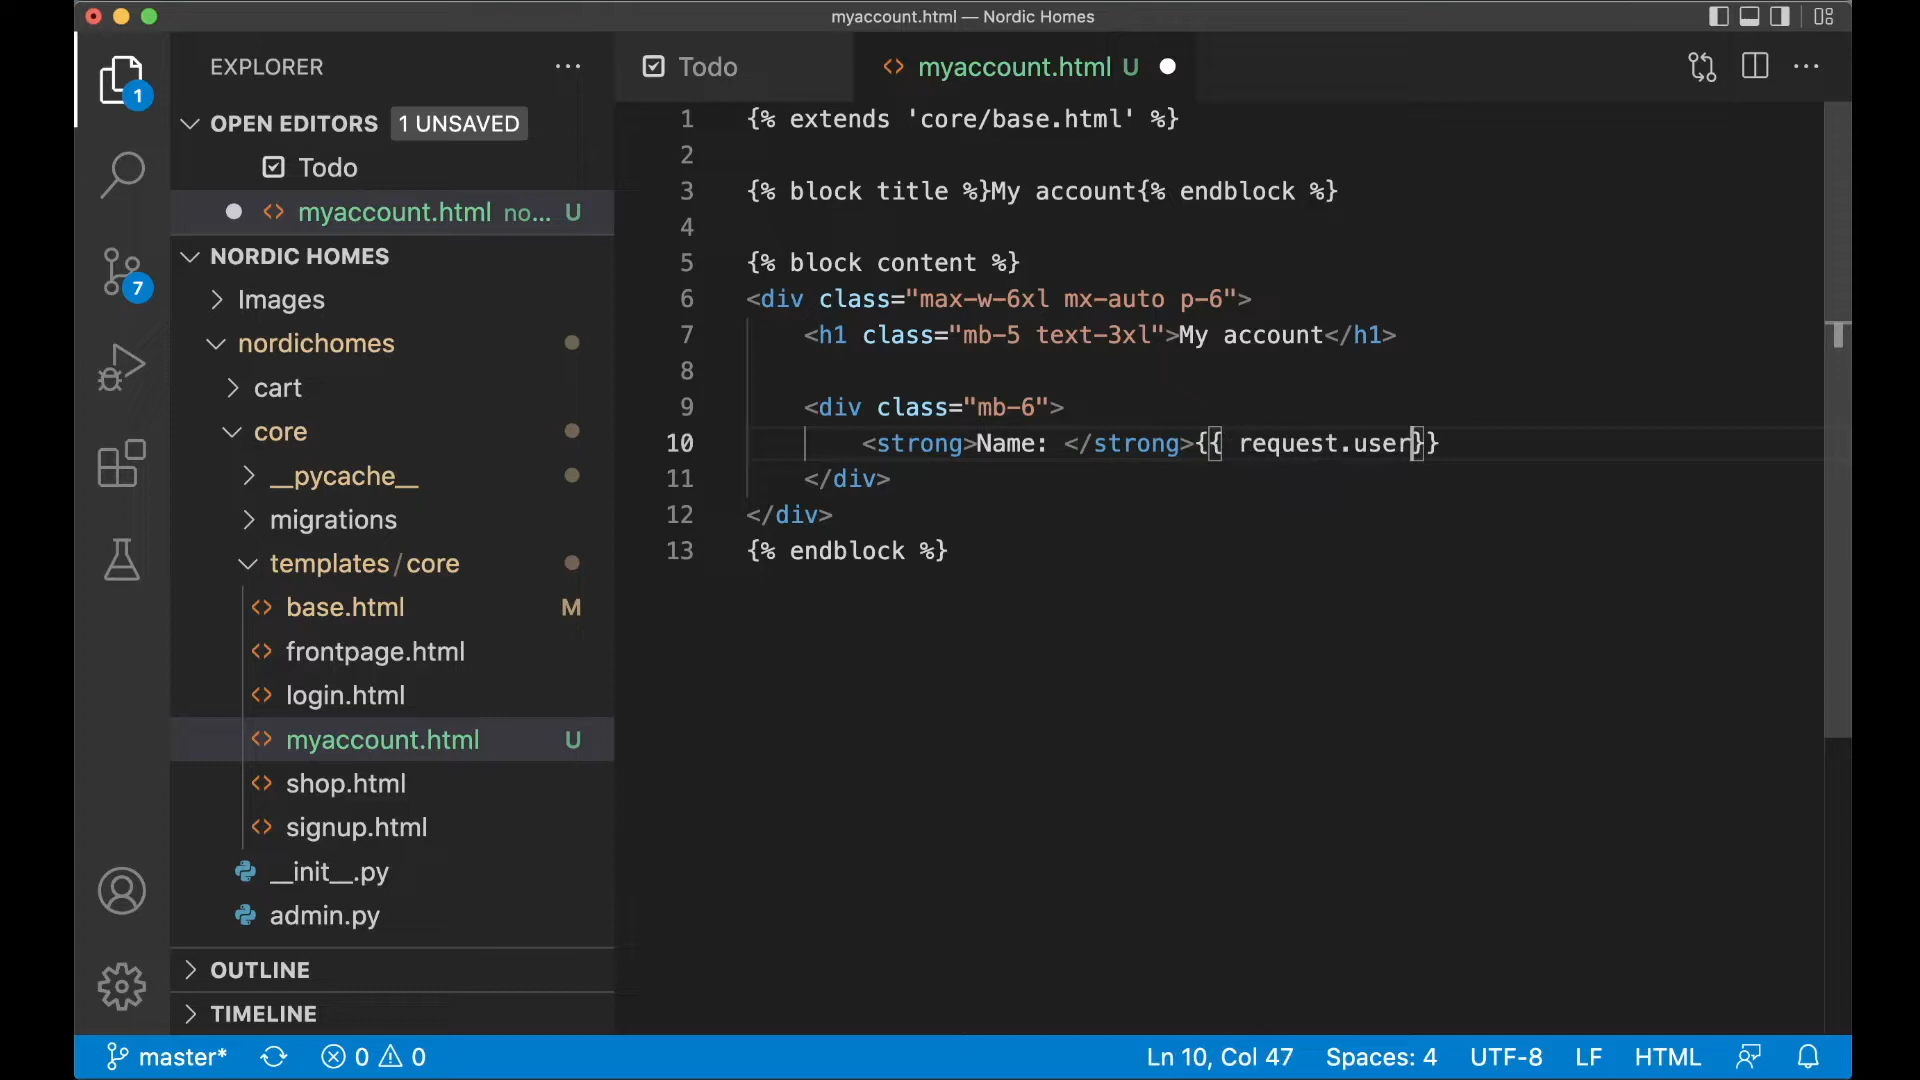 myaccount.html — Nordic Homes
EXPLORER
1
OPEN EDITORS 1 UNSAVED
Todo
myaccount.html no... U
NORDIC HOMES
7
Images
nordichomes
cart
core
__pycache__
migrations
templates/core
base.html M
frontpage.html
login.html
myaccount.html U
shop.html
signup.html
__init__.py
admin.py
OUTLINE
TIMELINE
Todo
myaccount.html U
1 {% extends 'core/base.html' %}
2
3 {% block title %}My account{% endblock %}
4
5 {% block content %}
6 <div class="max-w-6xl mx-auto p-6">
7 <h1 class="mb-5 text-3xl">My account</h1>
8
9 <div class="mb-6">
10 <strong>Name: </strong>{{ request.user}}
11 </div>
12 </div>
13 {% endblock %}
master* 0 0 Ln 10, Col 47 Spaces: 4 UTF-8 LF HTML